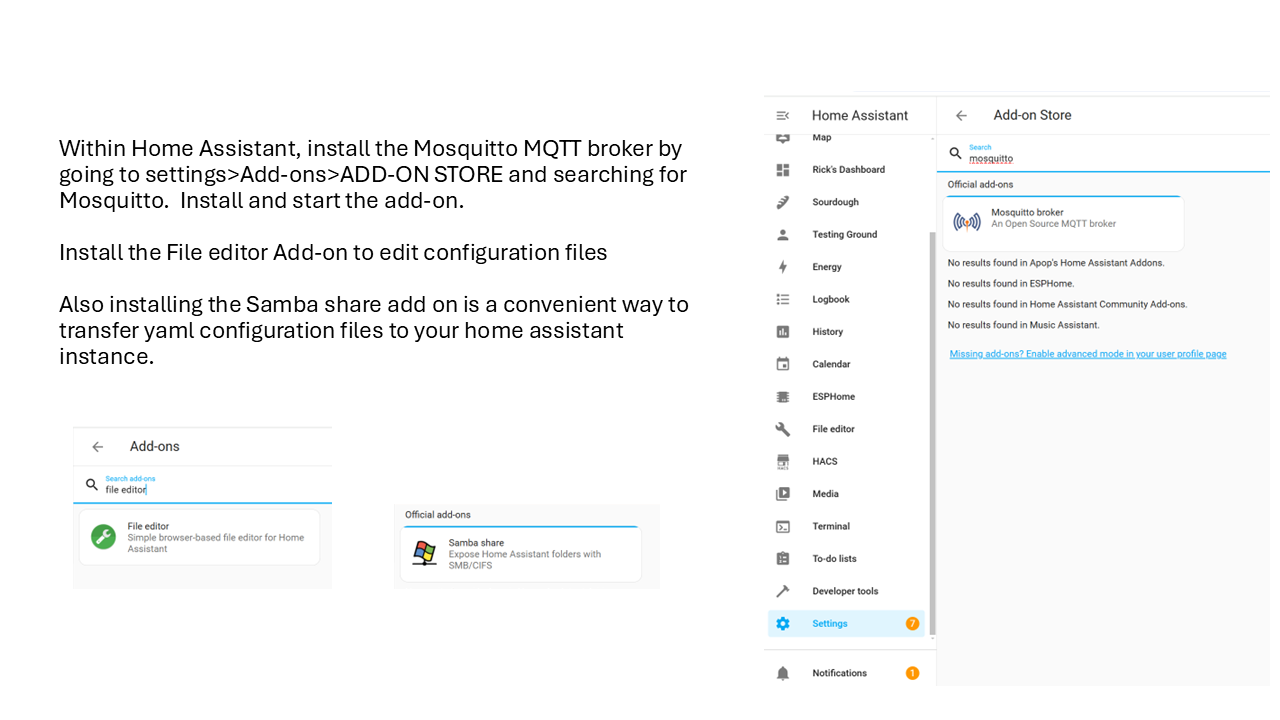 Within Home Assistant, install the Mosquitto MQTT broker by
going to settings>Add-ons>ADD-ON STORE and searching for
Mosquitto.  Install and start the add-on.
Install the File editor Add-on to edit configuration files
Also installing the Samba share add on is a convenient way to
transfer yaml configuration files to your home assistant
instance.
Add-ons
Search add-ons
file editor
File editor
Simple browser-based file editor for Home
Assistant
Official add-ons
Samba share
Expose Home Assistant folders with
SMB/CIFS
Home Assistant
Map
Rick's Dashboard
Sourdough
Testing Ground
Energy
Logbook
History
Calendar
ESPHome
File editor
HACS
HACS
Media
Terminal
To-do lists
Developer tools
Settings 7
Notifications 1
Add-on Store
Search
mosquitto
Official add-ons
Mosquitto broker
An Open Source MQTT broker
No results found in Apop's Home Assistant Addons.
No results found in ESPHome.
No results found in Home Assistant Community Add-ons.
No results found in Music Assistant.
Missing add-ons? Enable advanced mode in your user profile page